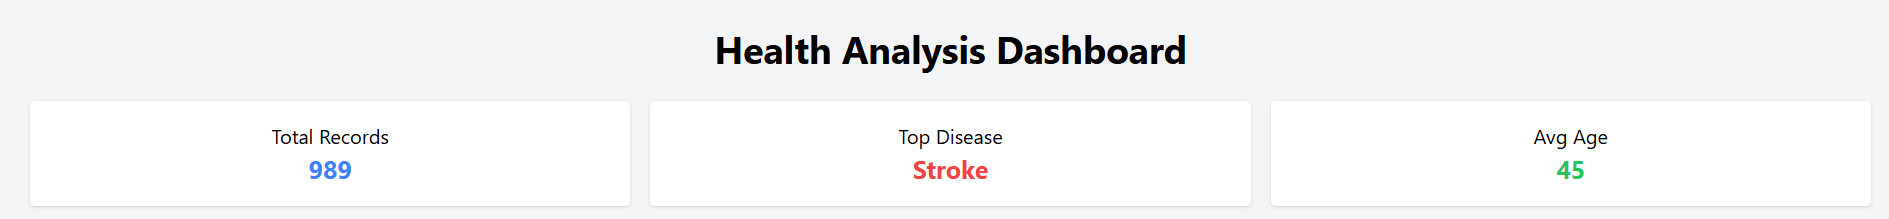 Health Analysis Dashboard
Total Records
989
Top Disease
Stroke
Avg Age
45